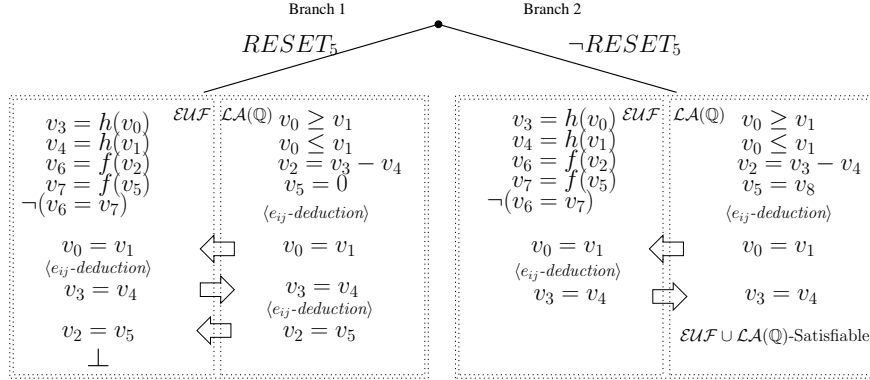 Branch 1 Branch 2
RESET₅ ¬RESET₅
EUF LA(ℚ)
v₃ = h(v₀)
v₄ = h(v₁)
v₆ = f(v₂)
v₇ = f(v₅)
¬(v₆ = v₇)
v₀ = v₁
⟨eᵢⱼ-deduction⟩
v₃ = v₄
v₂ = v₅
⊥
v₀ ≥ v₁
v₀ ≤ v₁
v₂ = v₃ − v₄
v₅ = 0
⟨eᵢⱼ-deduction⟩
v₀ = v₁
v₃ = v₄
⟨eᵢⱼ-deduction⟩
v₂ = v₅
EUF LA(ℚ)
v₃ = h(v₀)
v₄ = h(v₁)
v₆ = f(v₂)
v₇ = f(v₅)
¬(v₆ = v₇)
v₀ = v₁
⟨eᵢⱼ-deduction⟩
v₃ = v₄
v₀ ≥ v₁
v₀ ≤ v₁
v₂ = v₃ − v₄
v₅ = v₈
⟨eᵢⱼ-deduction⟩
v₀ = v₁
v₃ = v₄
EUF ∪ LA(ℚ)-Satisfiable